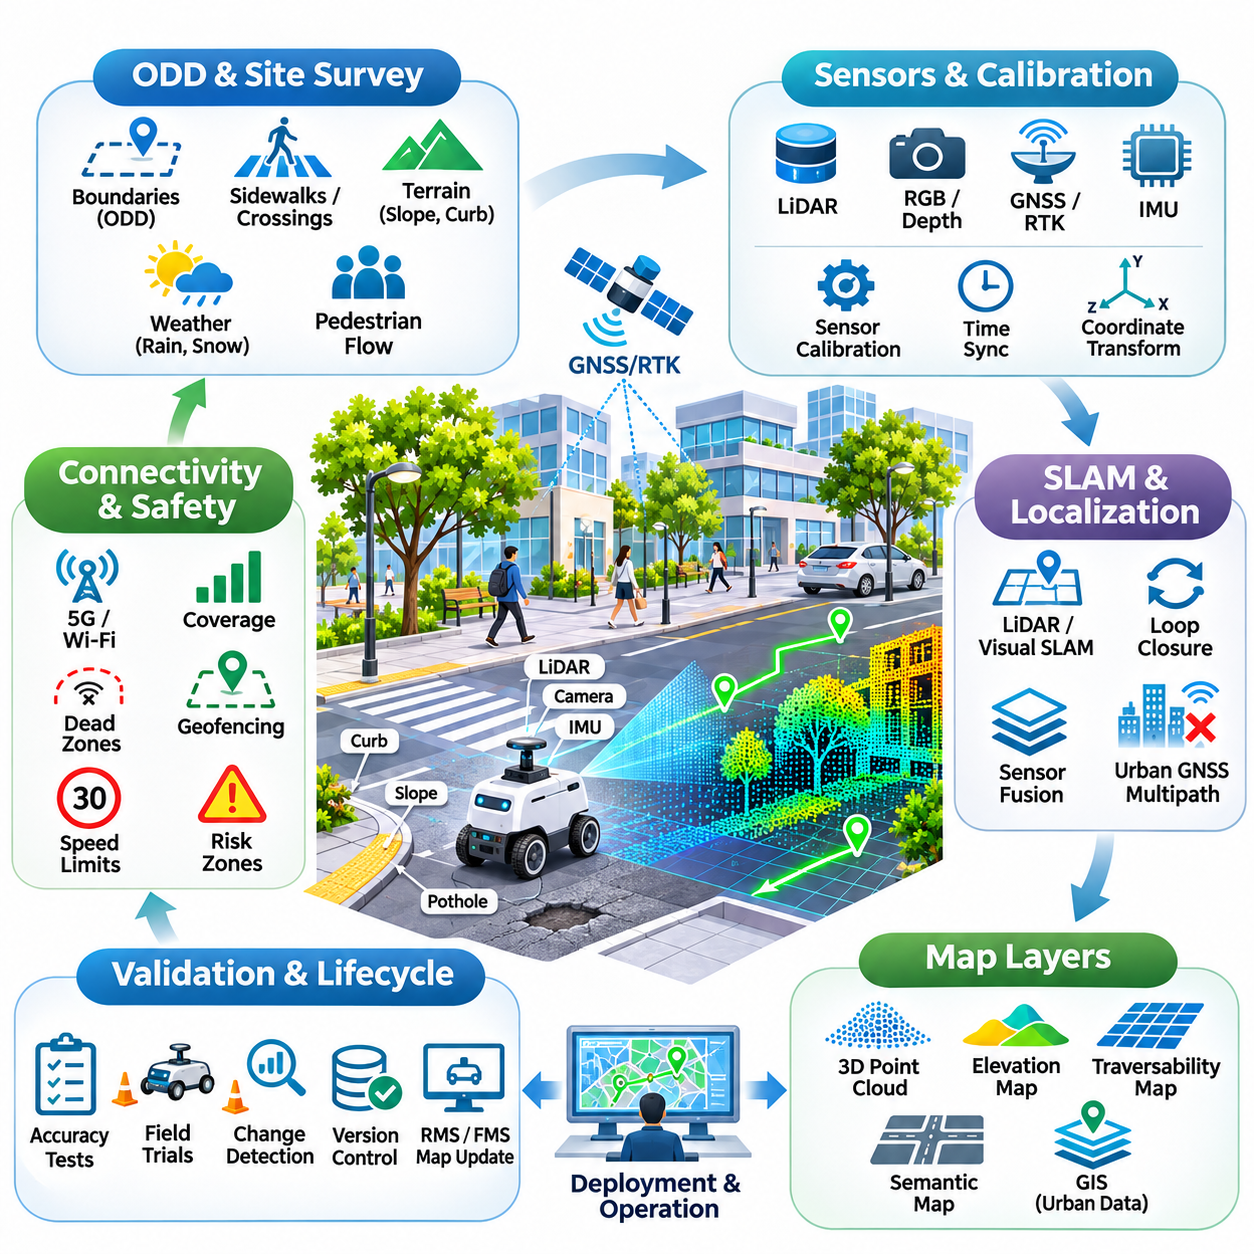 ODD & Site Survey
Boundaries
(ODD)
Sidewalks /
Crossings
Terrain
(Slope, Curb)
Weather
(Rain, Snow)
Pedestrian
Flow
Sensors & Calibration
LiDAR
RGB /
Depth
GNSS /
RTK
IMU
Sensor
Calibration
Time
Sync
Y
Z
X
Coordinate
Transform
GNSS/RTK
Connectivity
& Safety
5G /
Wi-Fi
Coverage
Dead
Zones
Geofencing
30
Speed
Limits
Risk
Zones
LiDAR
Camera
IMU
Curb
Slope
Pothole
SLAM &
Localization
LiDAR /
Visual SLAM
Loop
Closure
Sensor
Fusion
Urban GNSS
Multipath
Validation & Lifecycle
Accuracy
Tests
Field
Trials
Change
Detection
Version
Control
RMS / FMS
Map Update
Deployment &
Operation
Map Layers
3D Point
Cloud
Elevation
Map
Traversability
Map
Semantic
Map
GIS
(Urban Data)